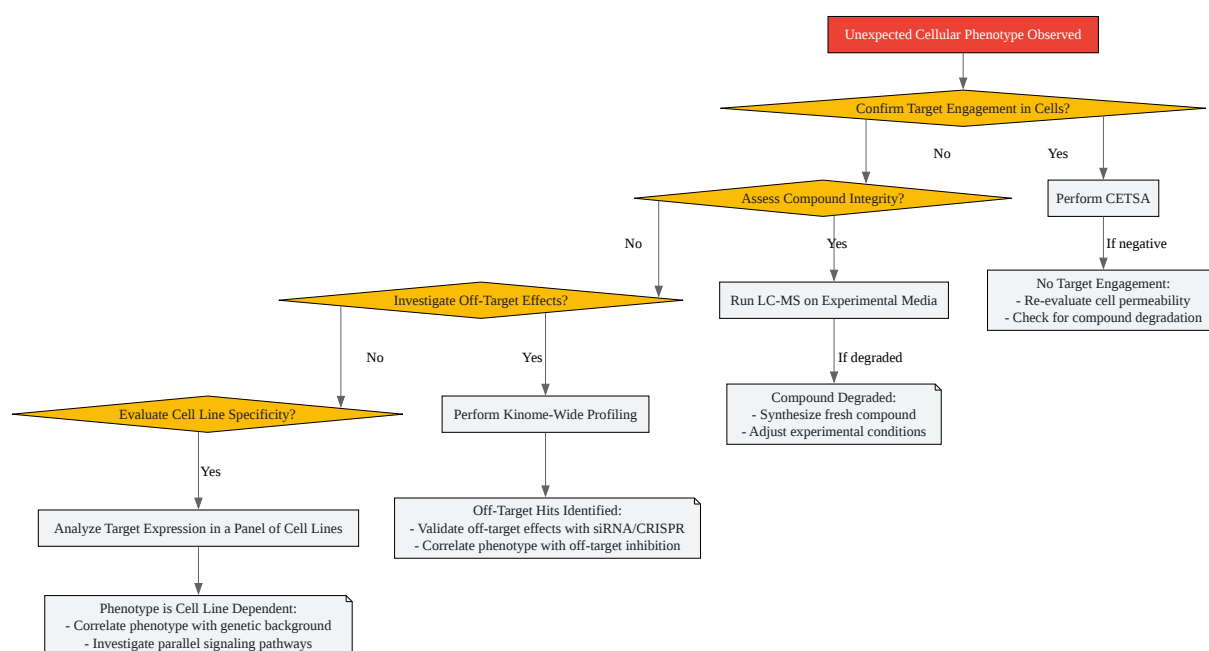 Unexpected Cellular Phenotype Observed
Confirm Target Engagement in Cells?
No
Yes
Assess Compound Integrity?
Perform CETSA
No
Yes
If negative
Investigate Off-Target Effects?
Run LC-MS on Experimental Media
No Target Engagement:
- Re-evaluate cell permeability
- Check for compound degradation
No
Yes
If degraded
Evaluate Cell Line Specificity?
Perform Kinome-Wide Profiling
Compound Degraded:
- Synthesize fresh compound
- Adjust experimental conditions
Yes
Analyze Target Expression in a Panel of Cell Lines
Off-Target Hits Identified:
- Validate off-target effects with siRNA/CRISPR
- Correlate phenotype with off-target inhibition
Phenotype is Cell Line Dependent:
- Correlate phenotype with genetic background
- Investigate parallel signaling pathways